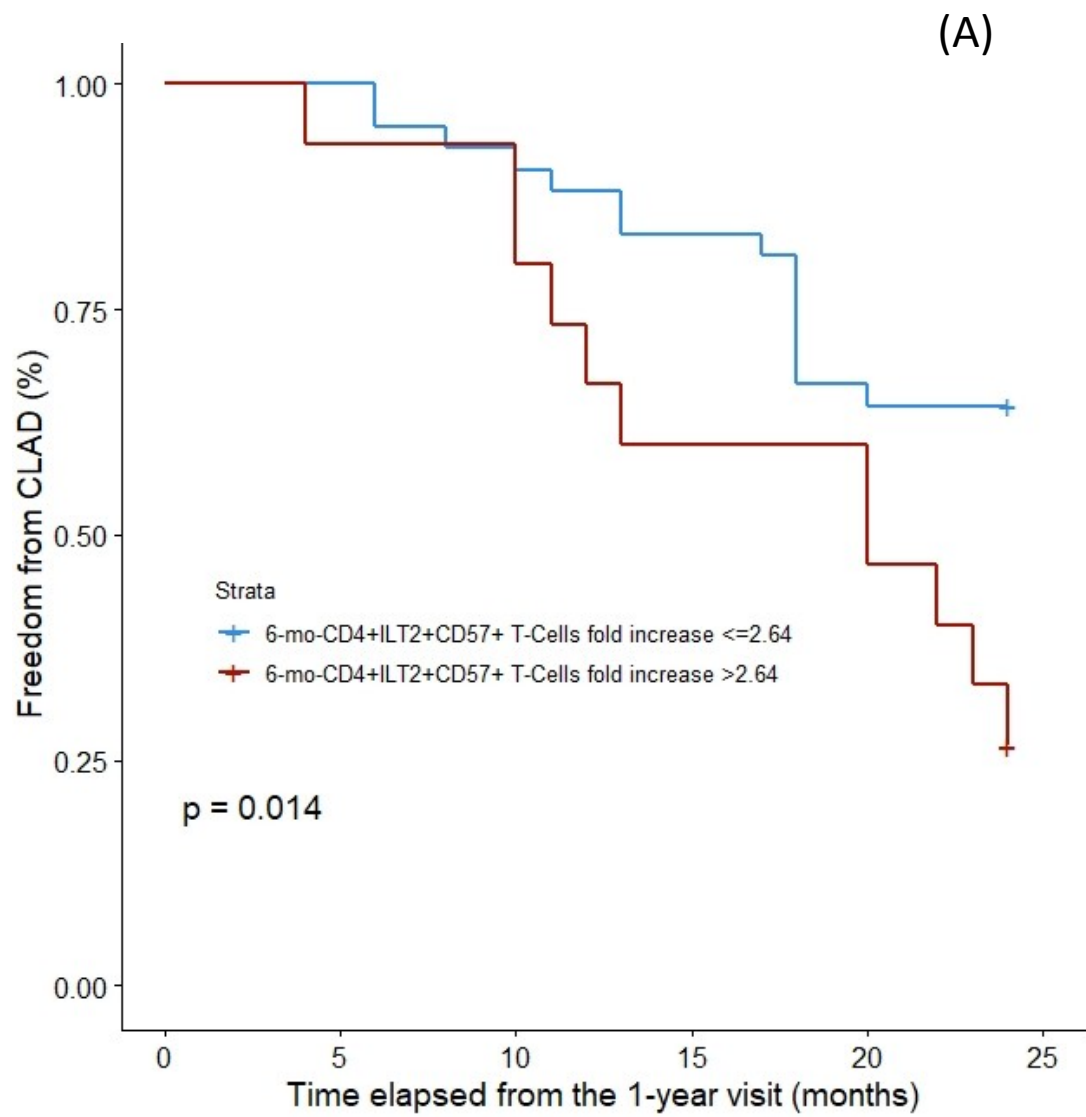 (A)
1.00
0.75
0.50
0.25
0.00
Freedom from CLAD (%)
Strata
6-mo-CD4+ILT2+CD57+ T-Cells fold increase <=2.64
6-mo-CD4+ILT2+CD57+ T-Cells fold increase >2.64
p = 0.014
0 5 10 15 20 25
Time elapsed from the 1-year visit (months)